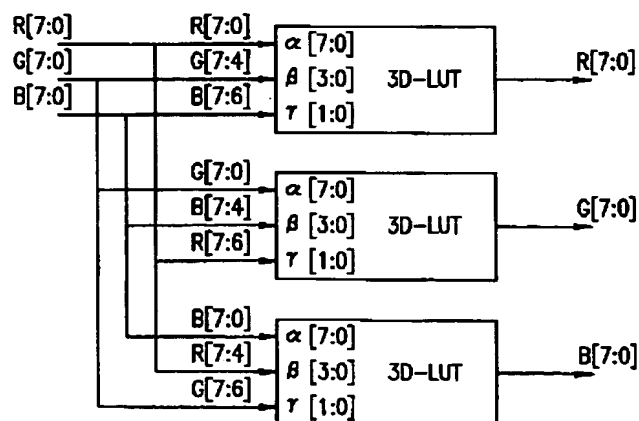 R[7:0] R[7:0] α [7:0] R[7:0]
G[7:0] G[7:4] β [3:0] 3D-LUT
B[7:0] B[7:6] γ [1:0]
G[7:0] α [7:0] G[7:0]
B[7:4] β [3:0] 3D-LUT
R[7:6] γ [1:0]
B[7:0] α [7:0] B[7:0]
R[7:4] β [3:0] 3D-LUT
G[7:6] γ [1:0]